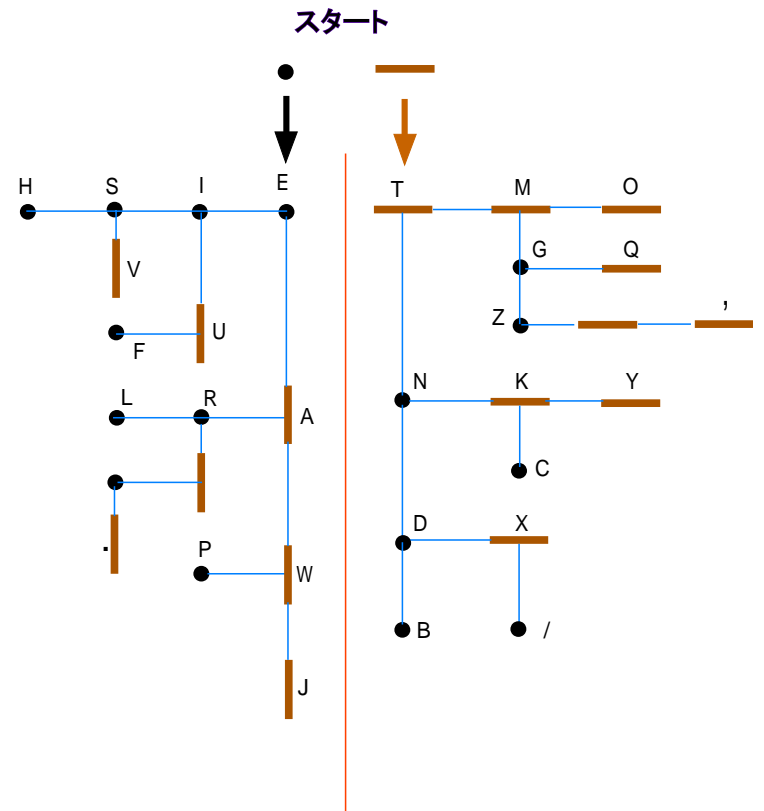 スタート
H S I E T M O
V G Q
F U Z ,
L R A N K Y
C
. P W D X
B /
J